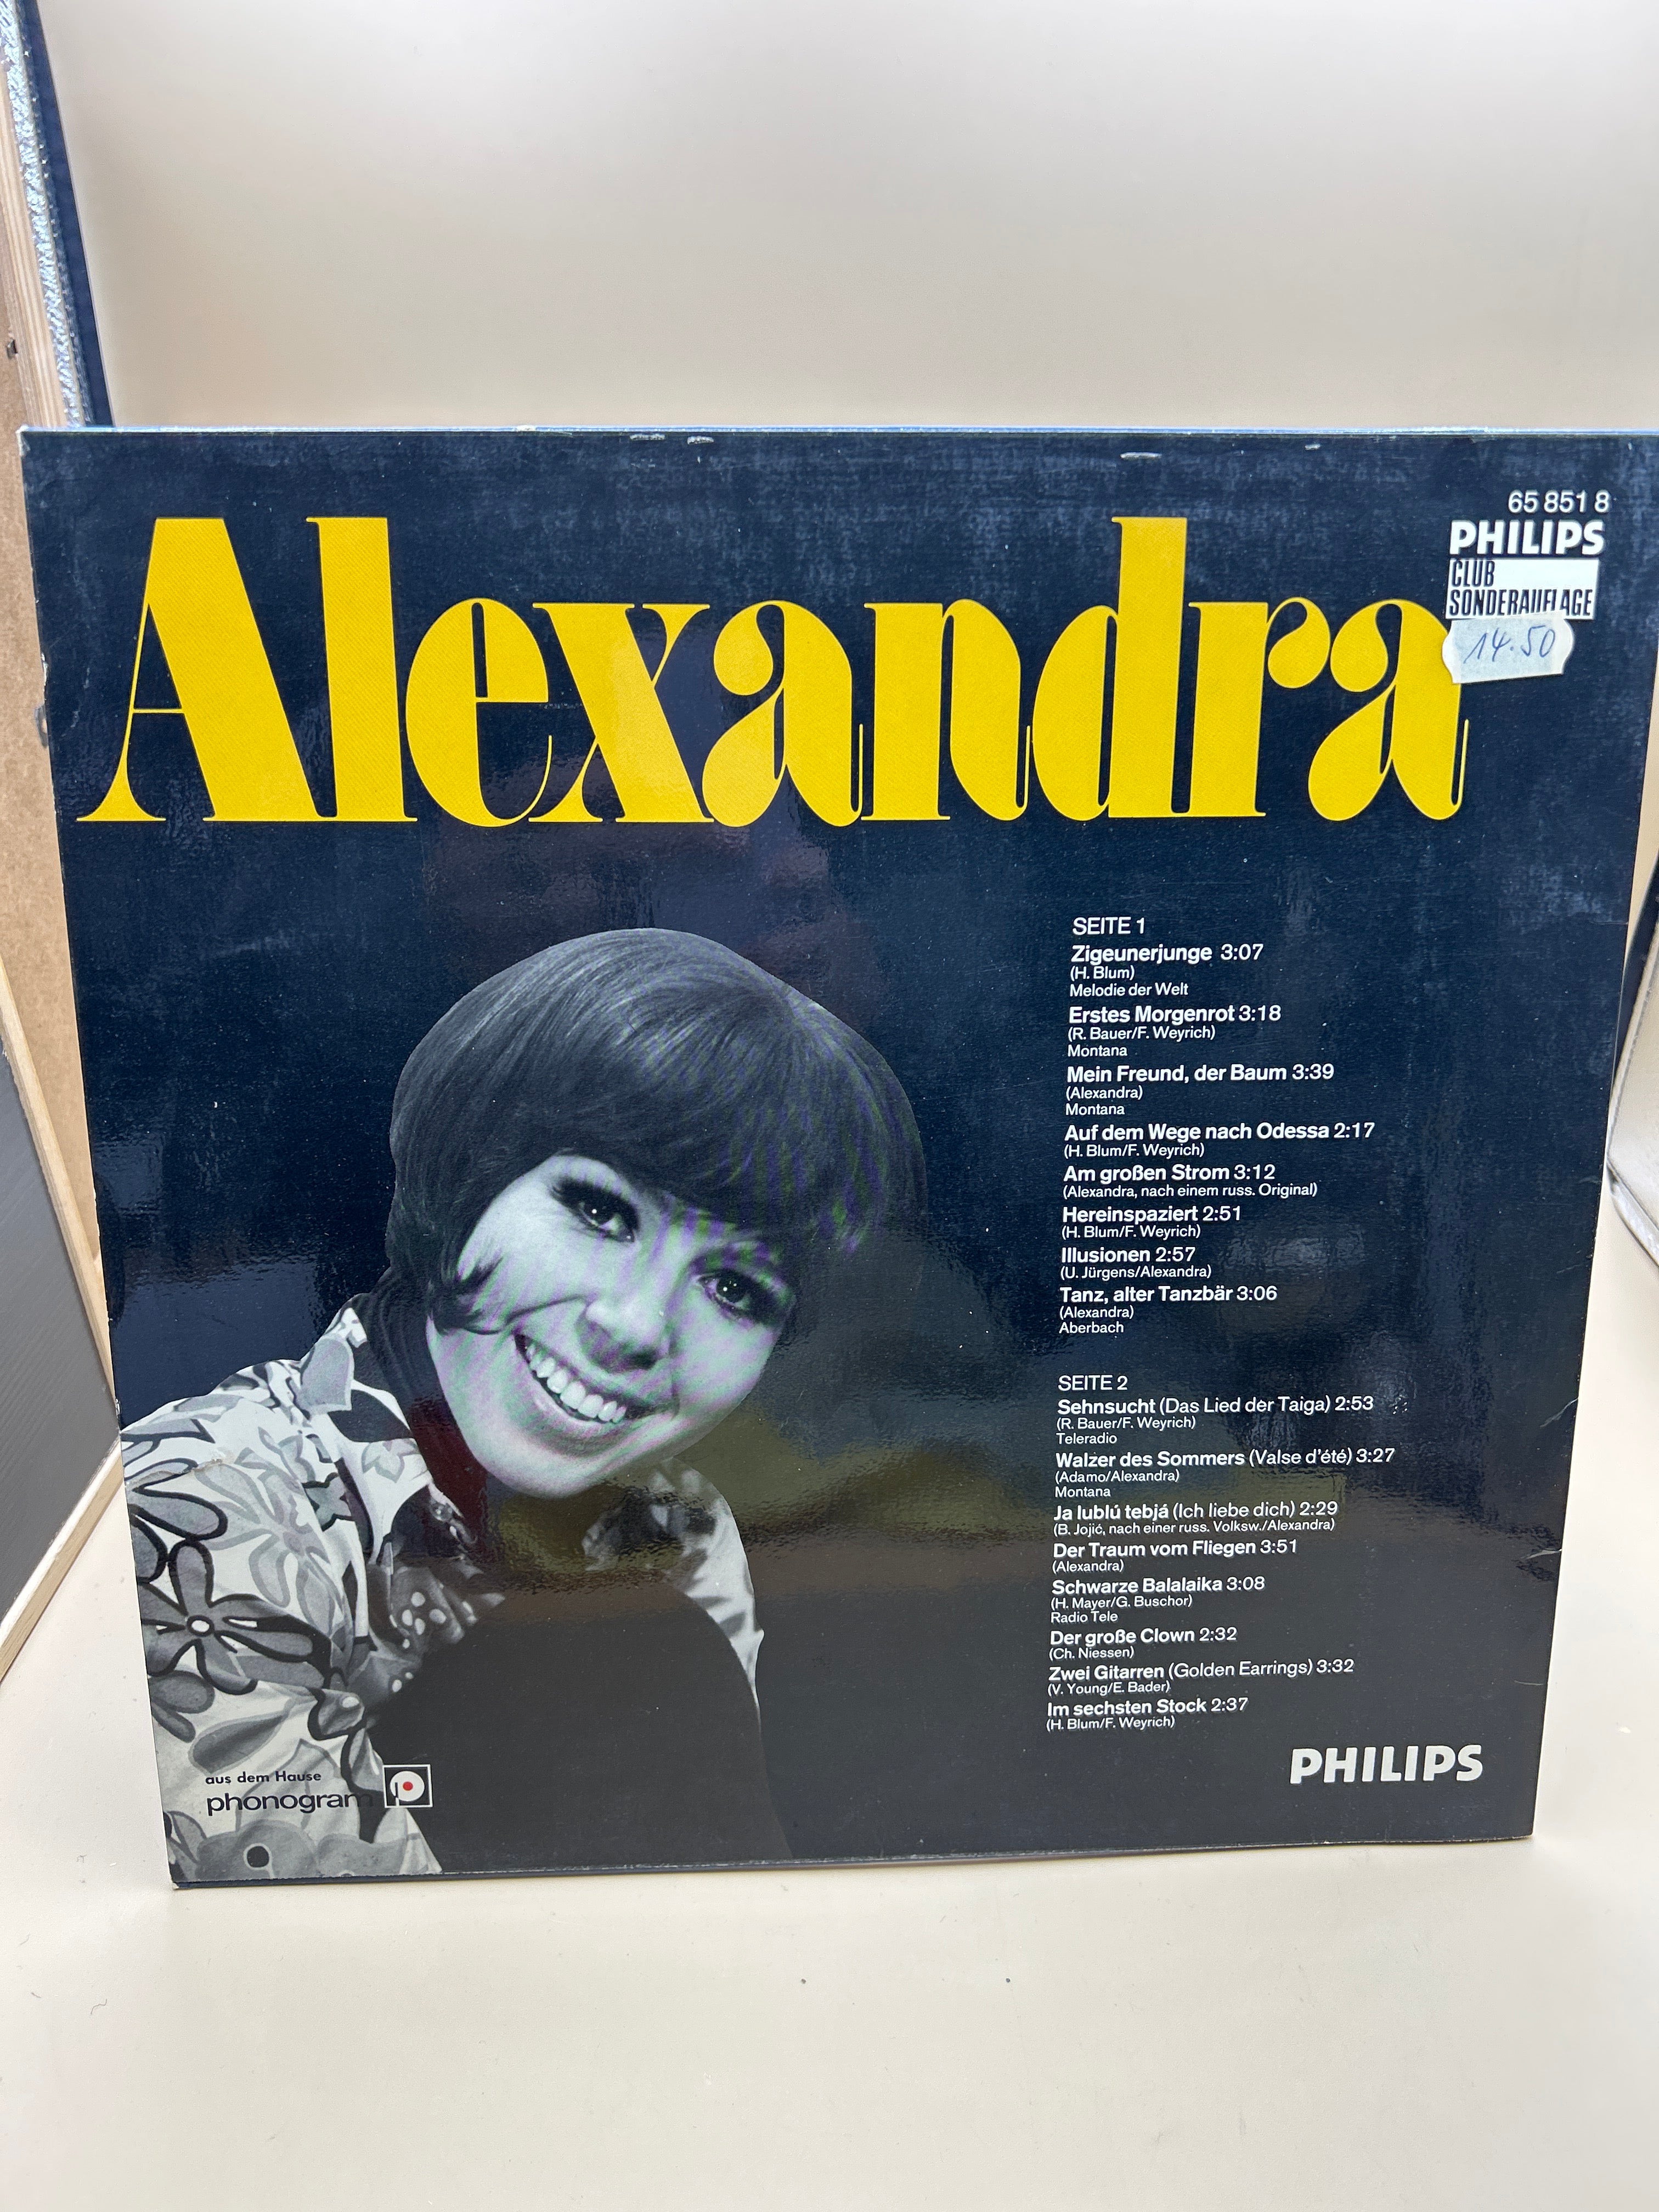 65 851 8
PHILIPS
CLUB
SONDERAUFLAGE
14.50
Alexandra
SEITE 1
Zigeunerjunge 3:07
(H. Blum)
Melodie der Welt
Erstes Morgenrot 3:18
(R. Bauer/F. Weyrich)
Montana
Mein Freund, der Baum 3:39
(Alexandra)
Montana
Auf dem Wege nach Odessa 2:17
(H. Blum/F. Weyrich)
Am großen Strom 3:12
(Alexandra, nach einem russ. Original)
Hereinspaziert 2:51
(H. Blum/F. Weyrich)
Illusionen 2:57
(U. Jürgens/Alexandra)
Tanz, alter Tanzbär 3:06
(Alexandra)
Aberbach
SEITE 2
Sehnsucht (Das Lied der Taiga) 2:53
(R. Bauer/F. Weyrich)
Teleradio
Walzer des Sommers (Valse d'été) 3:27
(Adamo/Alexandra)
Montana
Ja lublú tebjá (Ich liebe dich) 2:29
(B. Jojić, nach einer russ. Volksw./Alexandra)
Der Traum vom Fliegen 3:51
(Alexandra)
Schwarze Balalaika 3:08
(H. Mayer/G. Buschor)
Radio Tele
Der große Clown 2:32
(Ch. Niessen)
Zwei Gitarren (Golden Earrings) 3:32
(V. Young/E. Bader)
Im sechsten Stock 2:37
(H. Blum/F. Weyrich)
PHILIPS
aus dem Hause
phonogram